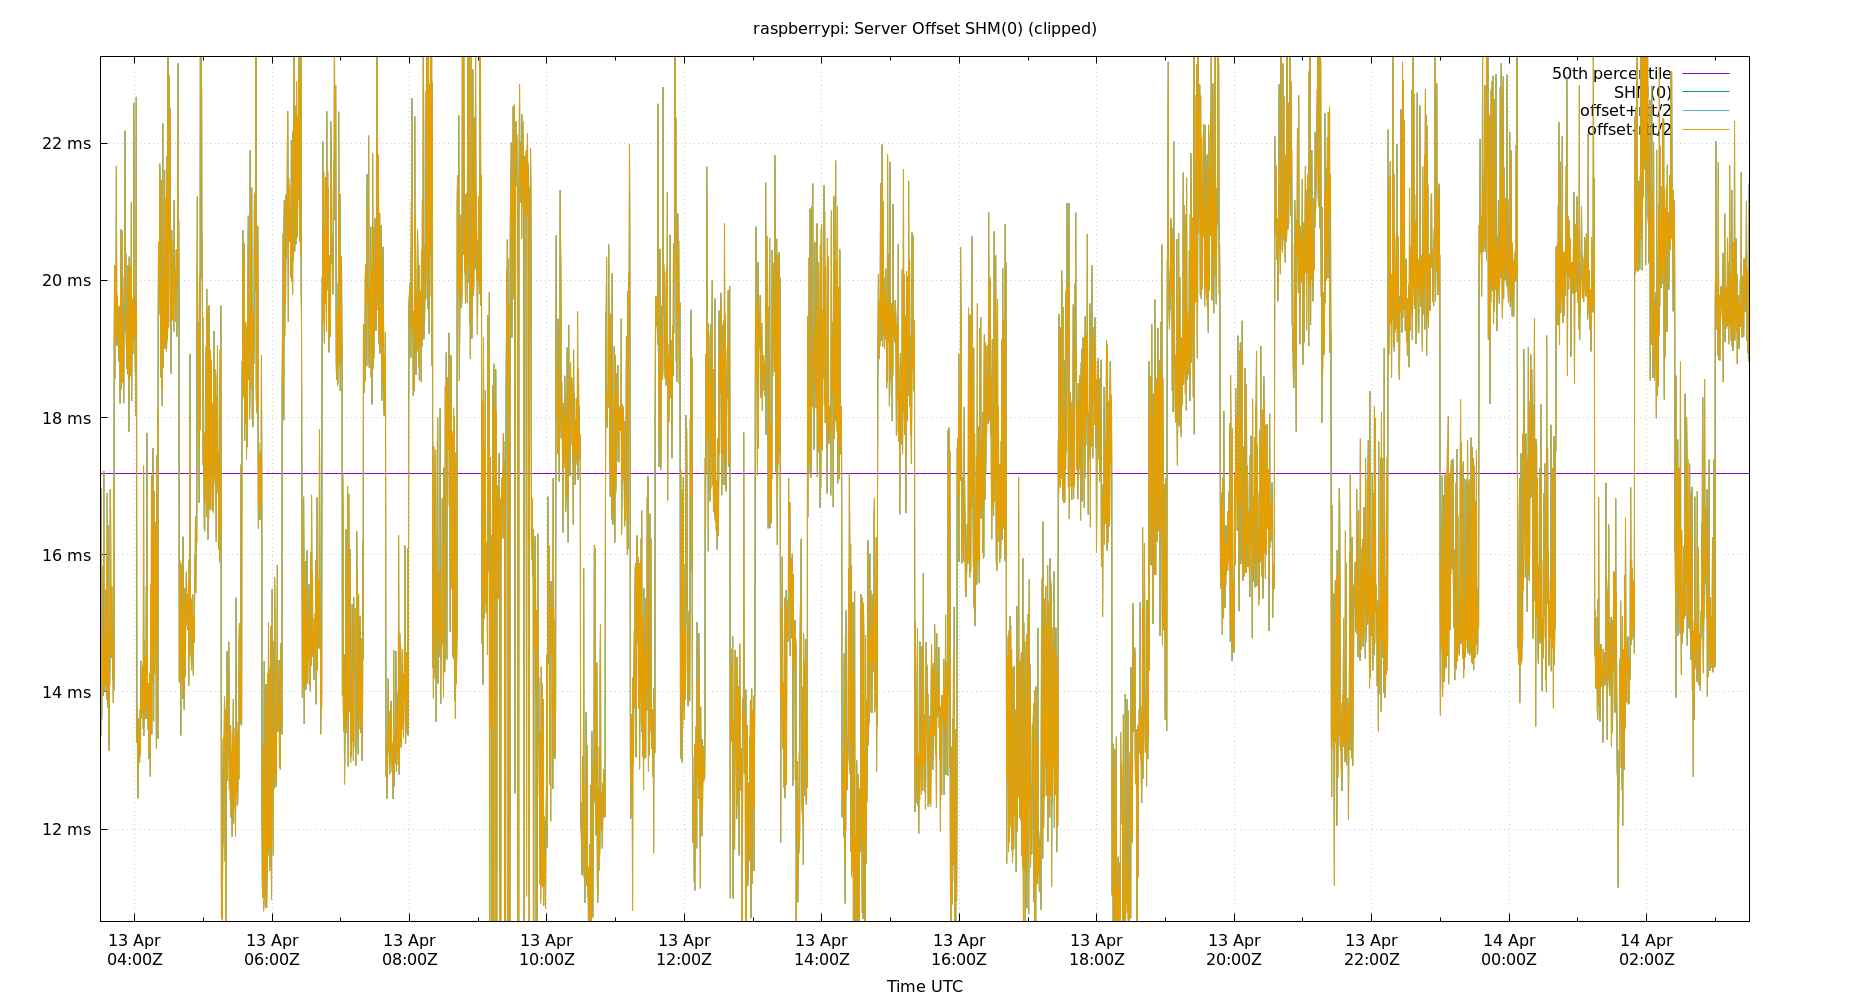 raspberrypi: Server Offset SHM(0) (clipped)
50th percentile
SHM(0)
offset+rtt/2
offset-rtt/2
22 ms
20 ms
18 ms
16 ms
14 ms
12 ms
13 Apr 13 Apr 13 Apr 13 Apr 13 Apr 13 Apr 13 Apr 13 Apr 13 Apr 13 Apr 14 Apr 14 Apr
04:00Z 06:00Z 08:00Z 10:00Z 12:00Z 14:00Z 16:00Z 18:00Z 20:00Z 22:00Z 00:00Z 02:00Z
Time UTC